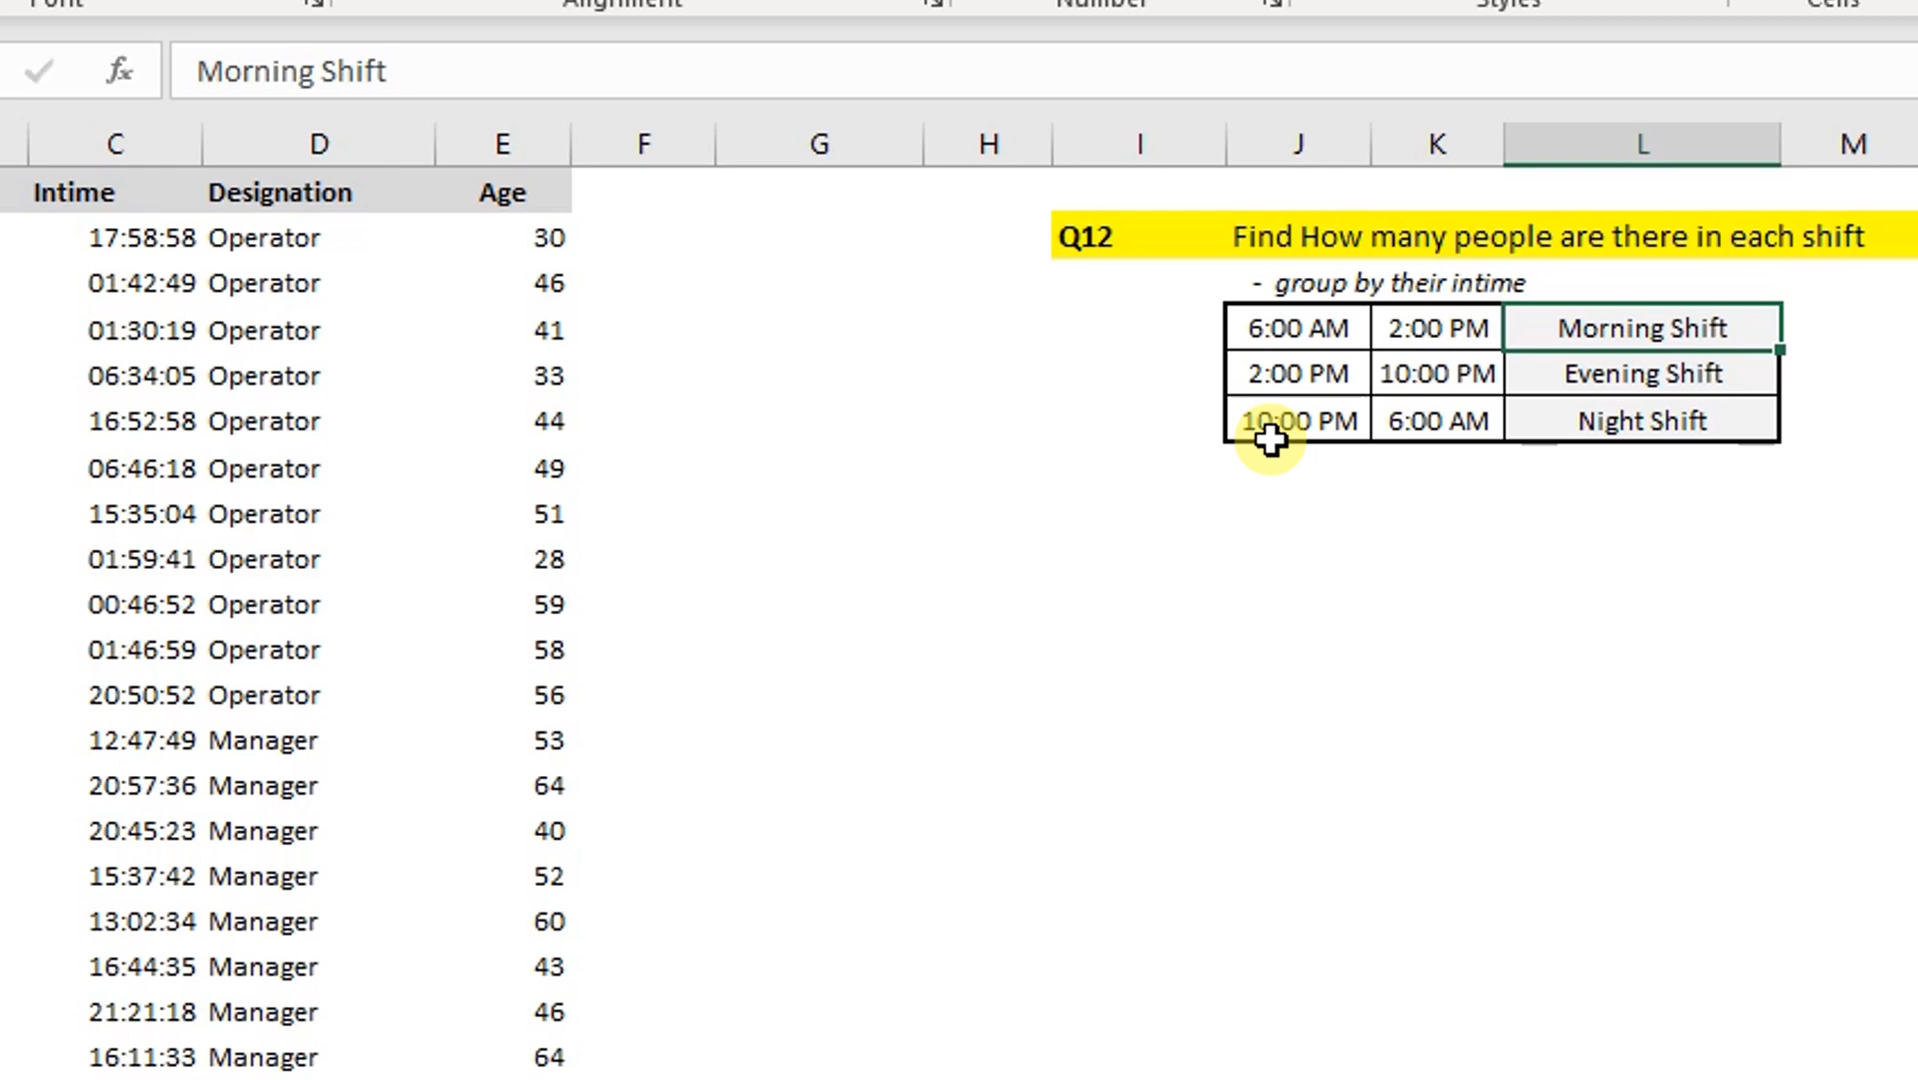 Font Alignment Number Styles Cells
fx Morning Shift
C D E F G H I J K L M
Intime Designation Age
17:58:58 Operator 30 Q12 Find How many people are there in each shift
01:42:49 Operator 46 - group by their intime
01:30:19 Operator 41 6:00 AM 2:00 PM Morning Shift
06:34:05 Operator 33 2:00 PM 10:00 PM Evening Shift
16:52:58 Operator 44 10:00 PM 6:00 AM Night Shift
06:46:18 Operator 49
15:35:04 Operator 51
01:59:41 Operator 28
00:46:52 Operator 59
01:46:59 Operator 58
20:50:52 Operator 56
12:47:49 Manager 53
20:57:36 Manager 64
20:45:23 Manager 40
15:37:42 Manager 52
13:02:34 Manager 60
16:44:35 Manager 43
21:21:18 Manager 46
16:11:33 Manager 64